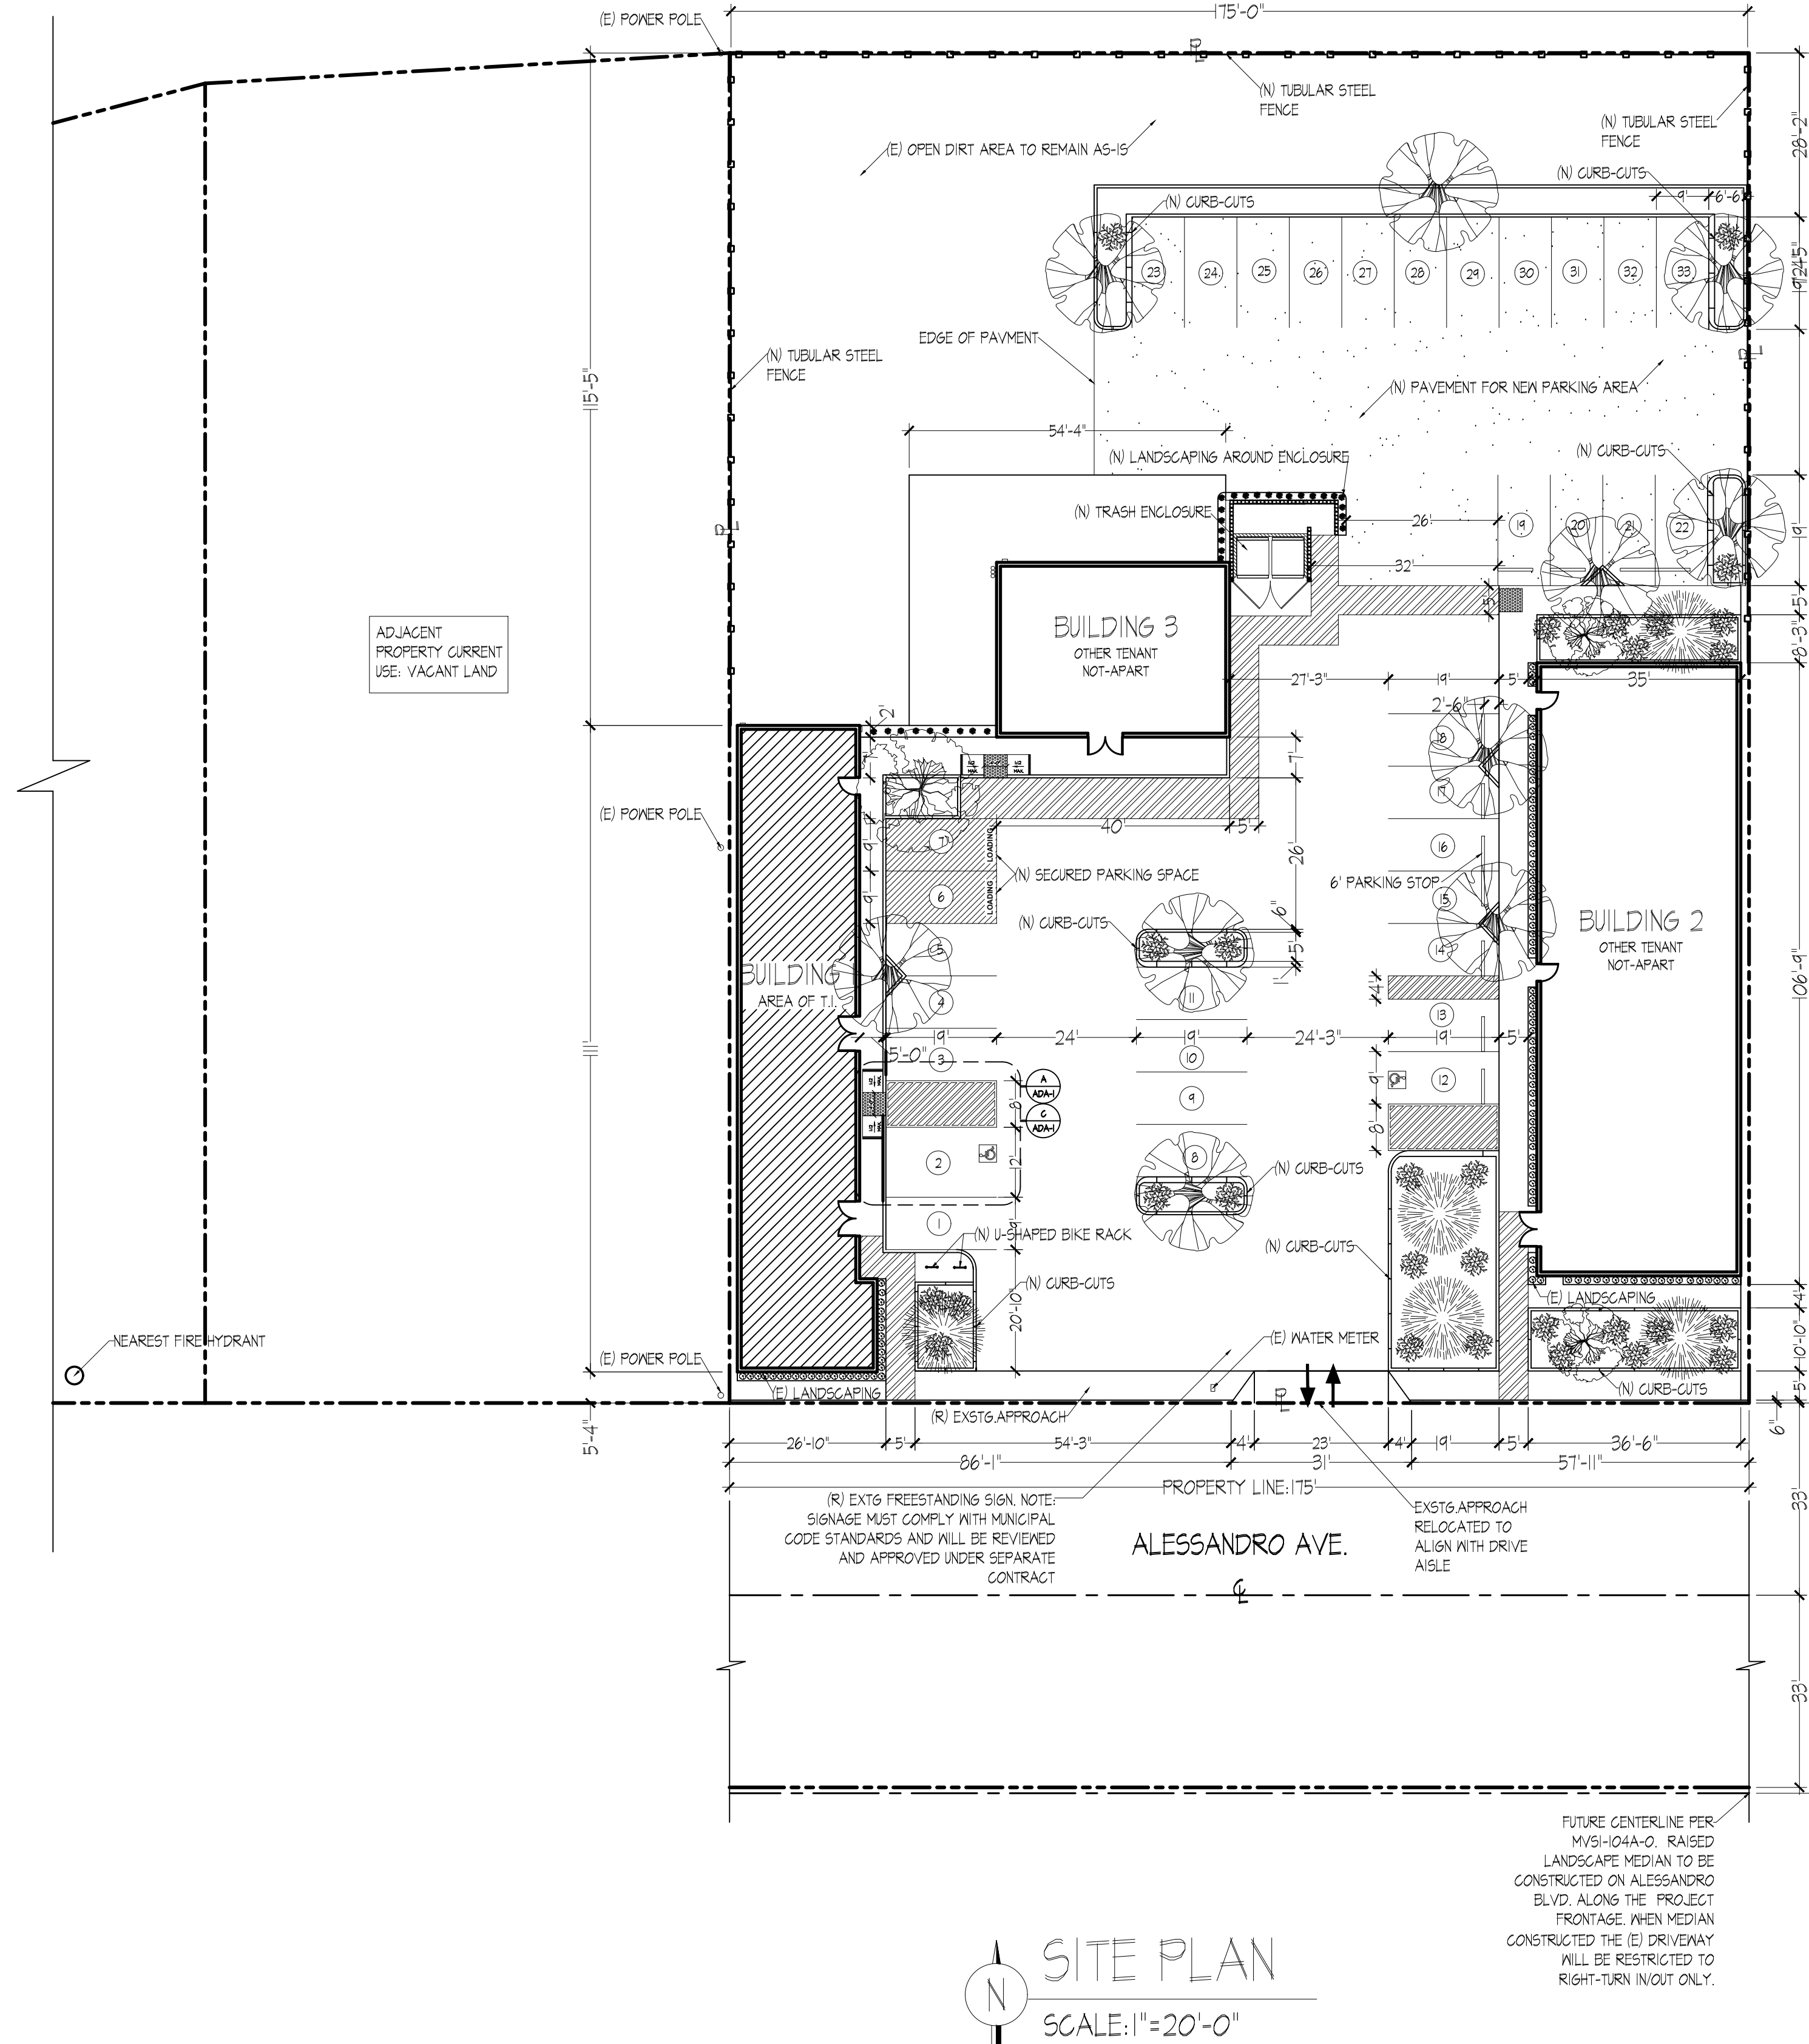 175'-0"
(E) POWER POLE
(N) TUBULAR STEEL
FENCE
(N) TUBULAR STEEL
FENCE
28'-2"
(E) OPEN DIRT AREA TO REMAIN AS-IS
(N) CURB-CUTS
(N) CURB-CUTS
9'
6'-6"
23
24
25
26
27
28
29
30
31
32
33
EDGE OF PAVMENT
(N) TUBULAR STEEL
FENCE
(N) PAVEMENT FOR NEW PARKING AREA
115'-5"
54'-4"
(N) LANDSCAPING AROUND ENCLOSURE
(N) CURB-CUTS
(N) TRASH ENCLOSURE
26'
19
20
21
22
19'
32'
5'
5'
8'-3"
ADJACENT
PROPERTY CURRENT
USE: VACANT LAND
BUILDING 3
OTHER TENANT
NOT-APART
27'-3"
19'
5'
35'
2'-6"
2'
18
7'
17
(E) POWER POLE
40'
5'
7
LOADING
9'
26'
16
(N) SECURED PARKING SPACE
6' PARKING STOP
6
LOADING
9'
15
(N) CURB-CUTS
6"
BUILDING 2
OTHER TENANT
NOT-APART
5
5'
14
BUILDING
AREA OF T.I.
1'
106'-9"
4
11
4'
13
111'
5'-0"
19'
24'
19'
24'-3"
19'
5'
3
10
12
9'
A
ADA-1
8'
9
C
ADA-1
8'
2
12'
8
(N) CURB-CUTS
1
9'
(N) U-SHAPED BIKE RACK
(N) CURB-CUTS
(N) CURB-CUTS
20'-10"
(E) LANDSCAPING
4'
NEAREST FIRE HYDRANT
(E) WATER METER
10'-10"
(E) POWER POLE
(E) LANDSCAPING
(N) CURB-CUTS
5'
(R) EXSTG.APPROACH
6"
5'-4"
26'-10"
5'
54'-3"
4'
23'
4'
19'
5'
36'-6"
86'-1"
31'
57'-11"
PROPERTY LINE:175'
(R) EXTG FREESTANDING SIGN. NOTE:
SIGNAGE MUST COMPLY WITH MUNICIPAL
CODE STANDARDS AND WILL BE REVIEWED
AND APPROVED UNDER SEPARATE
CONTRACT
EXSTG.APPROACH
RELOCATED TO
ALIGN WITH DRIVE
AISLE
33'
ALESSANDRO AVE.
33'
FUTURE CENTERLINE PER
MVSI-104A-0. RAISED
LANDSCAPE MEDIAN TO BE
CONSTRUCTED ON ALESSANDRO
BLVD. ALONG THE PROJECT
FRONTAGE. WHEN MEDIAN
CONSTRUCTED THE (E) DRIVEWAY
WILL BE RESTRICTED TO
RIGHT-TURN IN/OUT ONLY.
N
SITE PLAN
SCALE:1"=20'-0"